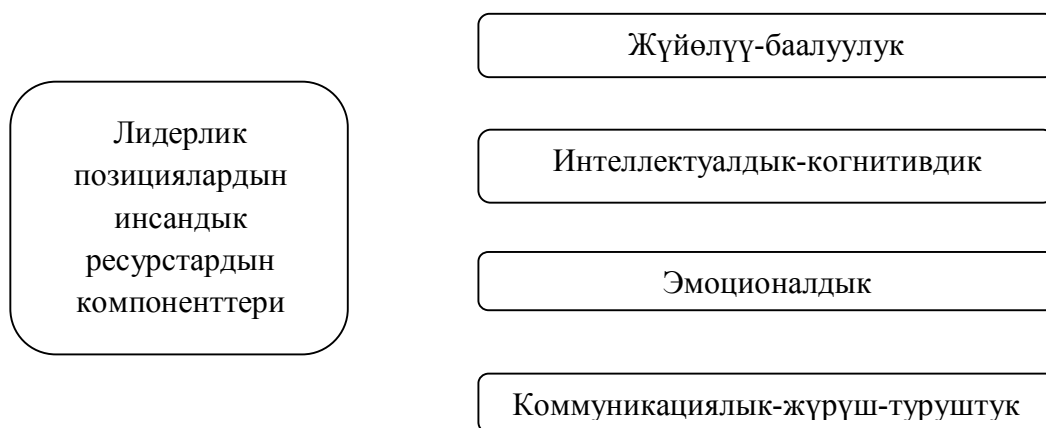 Лидерлик
позициялардын
инсандык
ресурстардын
компоненттери
Жүйөлүү-баалуулук
Интеллектуалдык-когнитивдик
Эмоционалдык
Коммуникациялык-жүрүш-туруштук